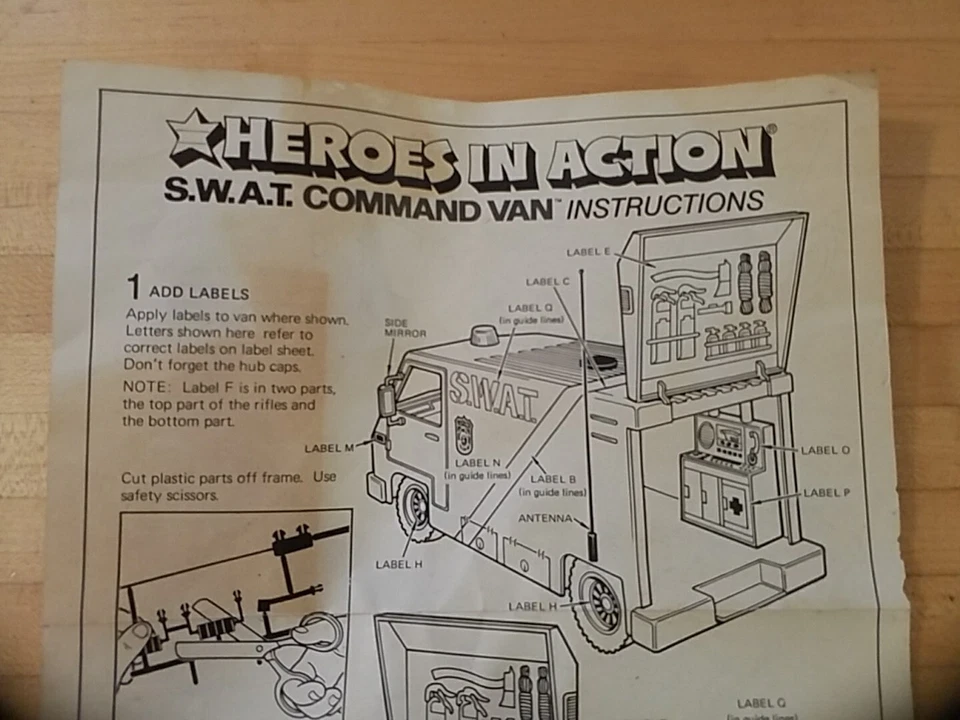 HEROES IN ACTION®
S.W.A.T. COMMAND VAN™ INSTRUCTIONS
1 ADD LABELS
Apply labels to van where shown.
Letters shown here refer to
correct labels on label sheet.
Don't forget the hub caps.
NOTE: Label F is in two parts,
the top part of the rifles and
the bottom part.
Cut plastic parts off frame. Use
safety scissors.
LABEL E
LABEL C
LABEL Q
(in guide lines)
SIDE
MIRROR
S.W.A.T.
LABEL M
LABEL N
(in guide lines)
LABEL B
(in guide lines)
LABEL O
LABEL P
ANTENNA
LABEL H
LABEL H
LABEL Q
(in guide lines)